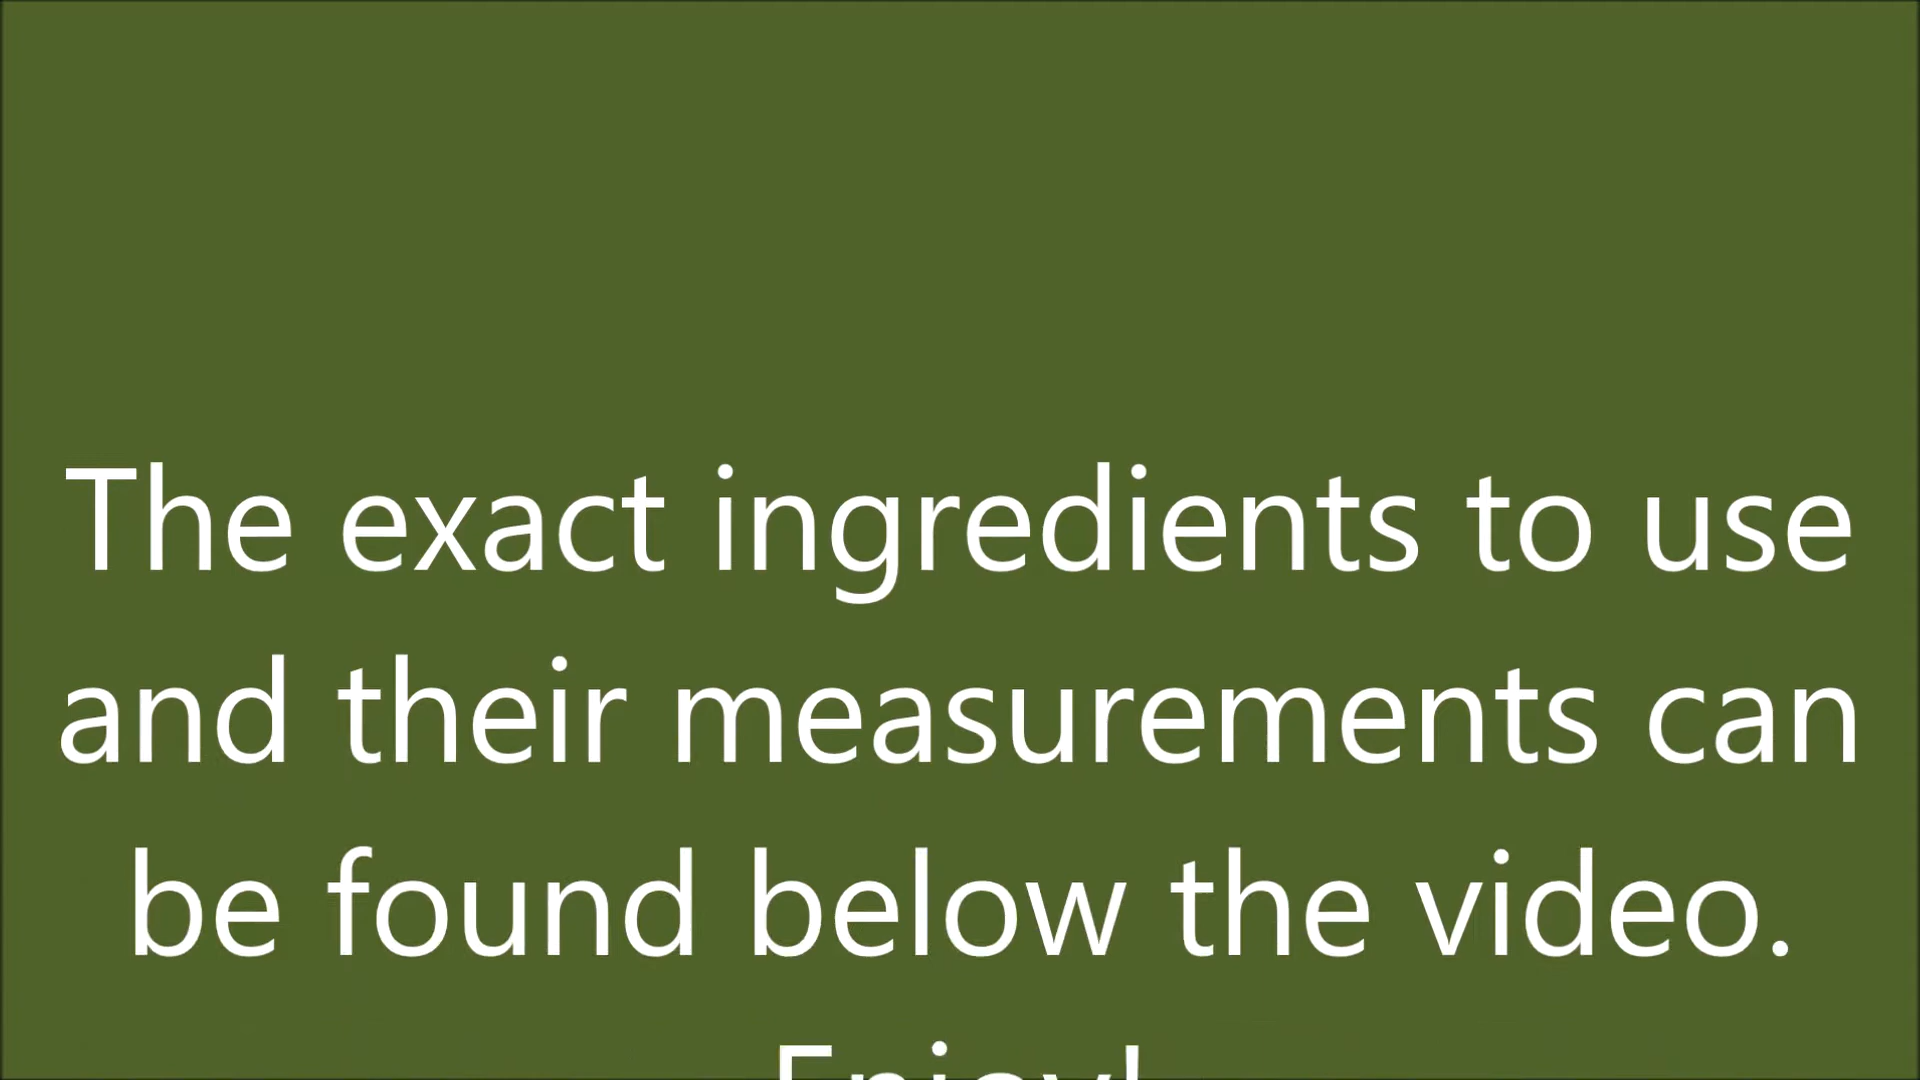 The exact ingredients to use
and their measurements can
be found below the video.
Enjoy!